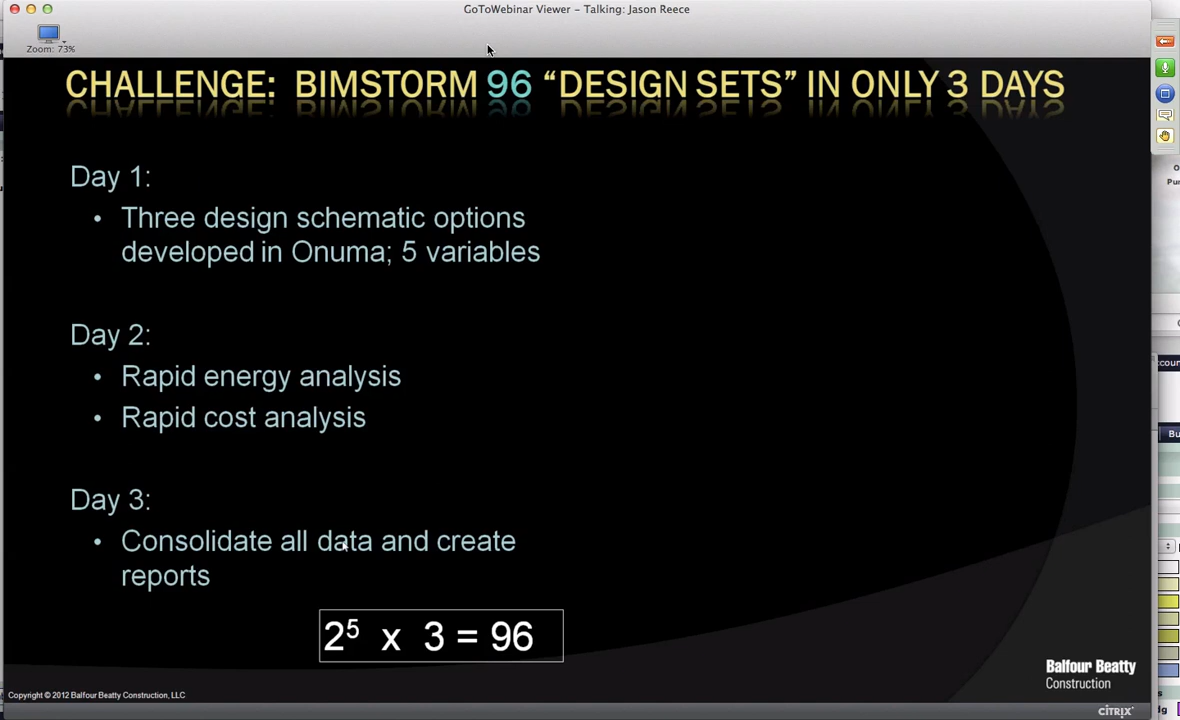 GoToWebinar Viewer – Talking: Jason Reece
Zoom: 73%
CHALLENGE: BIMSTORM 96 “DESIGN SETS” IN ONLY 3 DAYS
Day 1:
• Three design schematic options
developed in Onuma; 5 variables
Day 2:
• Rapid energy analysis
• Rapid cost analysis
Day 3:
• Consolidate all data and create
reports
2⁵ x 3 = 96
Balfour Beatty
Construction
Copyright © 2012 Balfour Beatty Construction, LLC
CITRIX